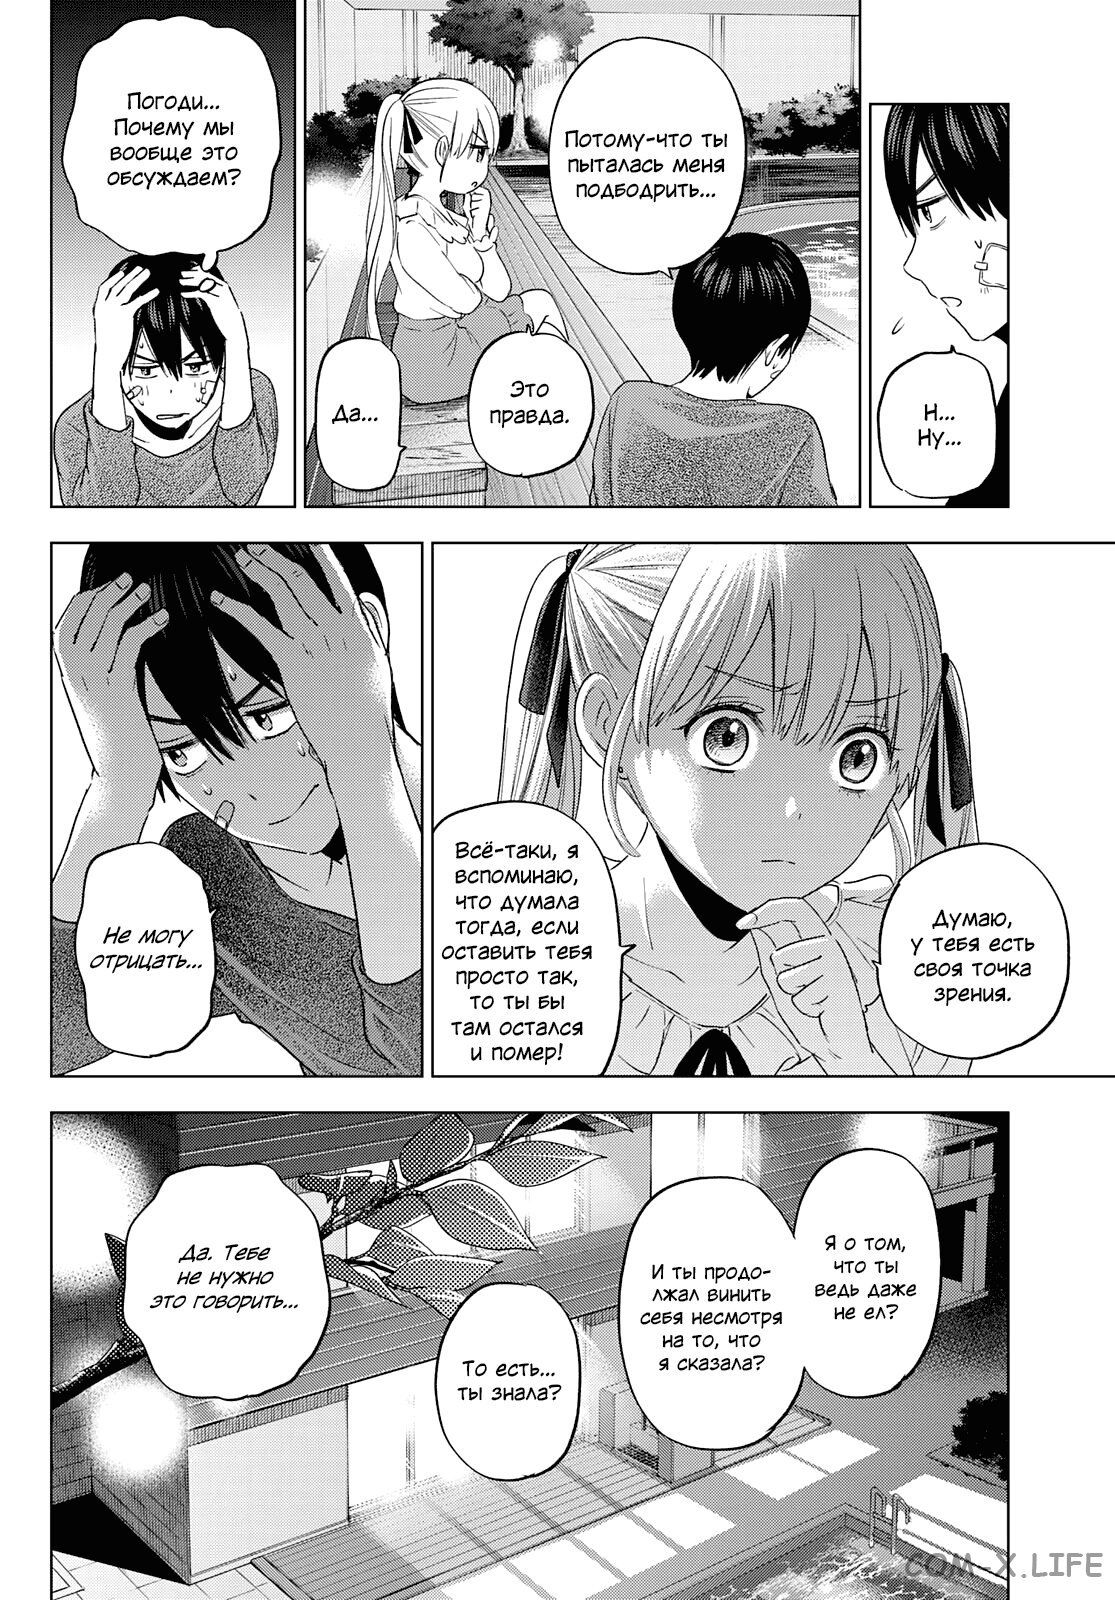 Н...
Ну...
Потому-что ты
пыталась меня
подбодрить...
Это
правда.
Да...
Погоди...
Почему мы
вообще это
обсуждаем?
Думаю,
у тебя есть
своя точка
зрения.
Всё-таки, я
вспоминаю,
что думала
тогда, если
оставить тебя
просто так,
то ты бы
там остался
и помер!
Не могу
отрицать...
Я о том,
что ты
ведь даже
не ел?
И ты продо-
лжал винить
себя несмотря
на то, что
я сказала?
То есть...
ты знала?
Да. Тебе
не нужно
это говорить...
COM-X.LIFE